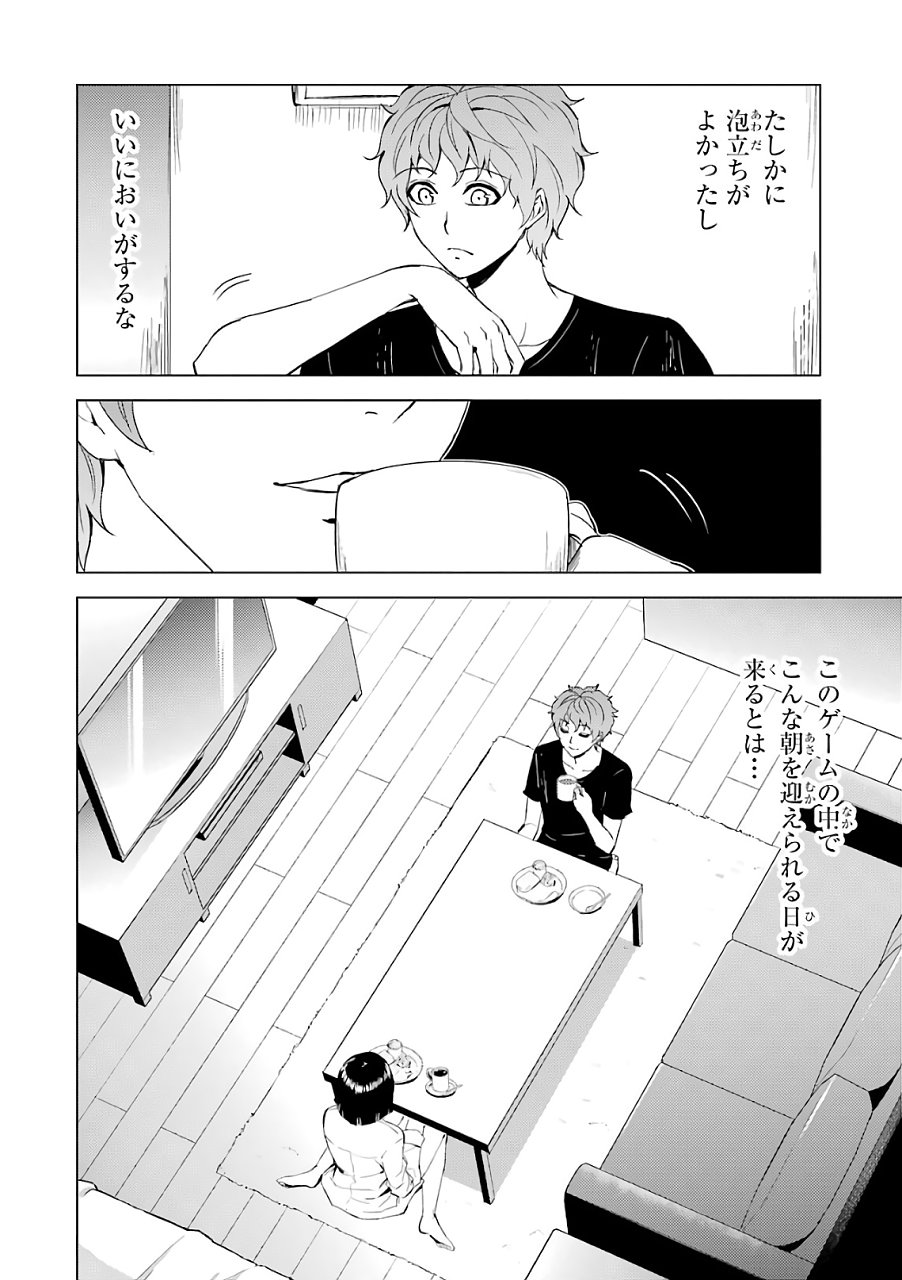 たしかに
泡立ちが
よかったし
いいにおいがするな
このゲームの中で
こんな朝を迎えられる日が
来るとは…